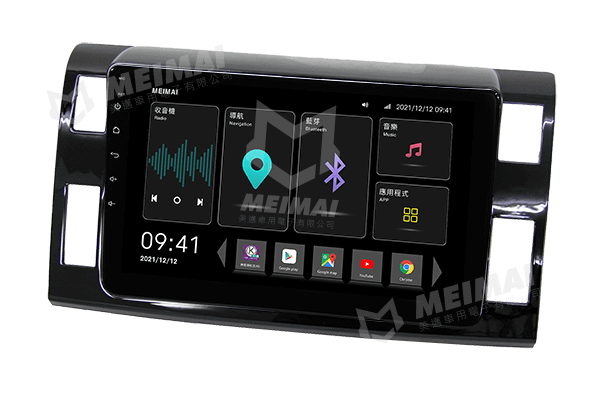 MEIMAI
2021/12/12 09:41
收音機
Radio
導航
Navigation
藍芽
Bluetooth
音樂
Music
應用程式
APP
09:41
2021/12/12
Google play
Google map
YouTube
Chrome
MEIMAI
美邁車用電子有限公司
MEIMAI
美邁車用電子有限公司
MEIMAI
美邁車用電子有限公司